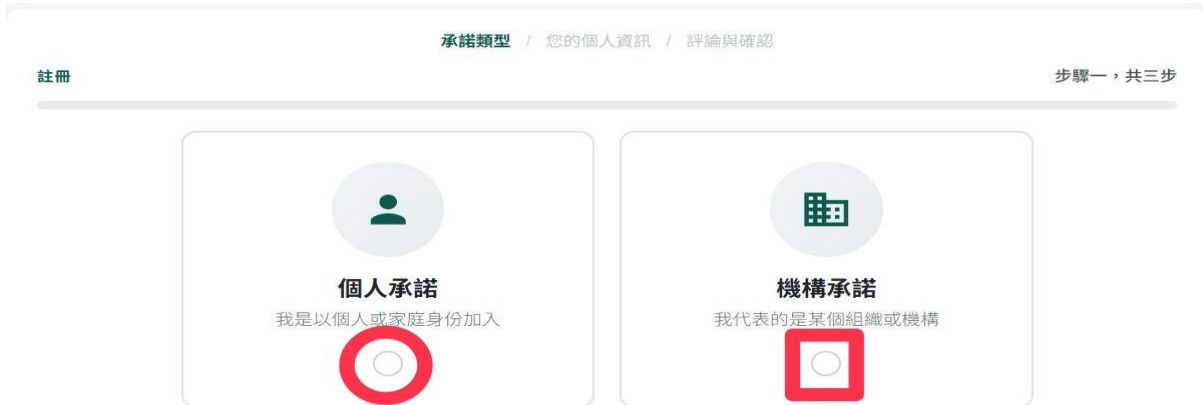 承諾類型 / 您的個人資訊 / 評論與確認
註冊
步驟一，共三步
個人承諾
我是以個人或家庭身份加入
機構承諾
我代表的是某個組織或機構